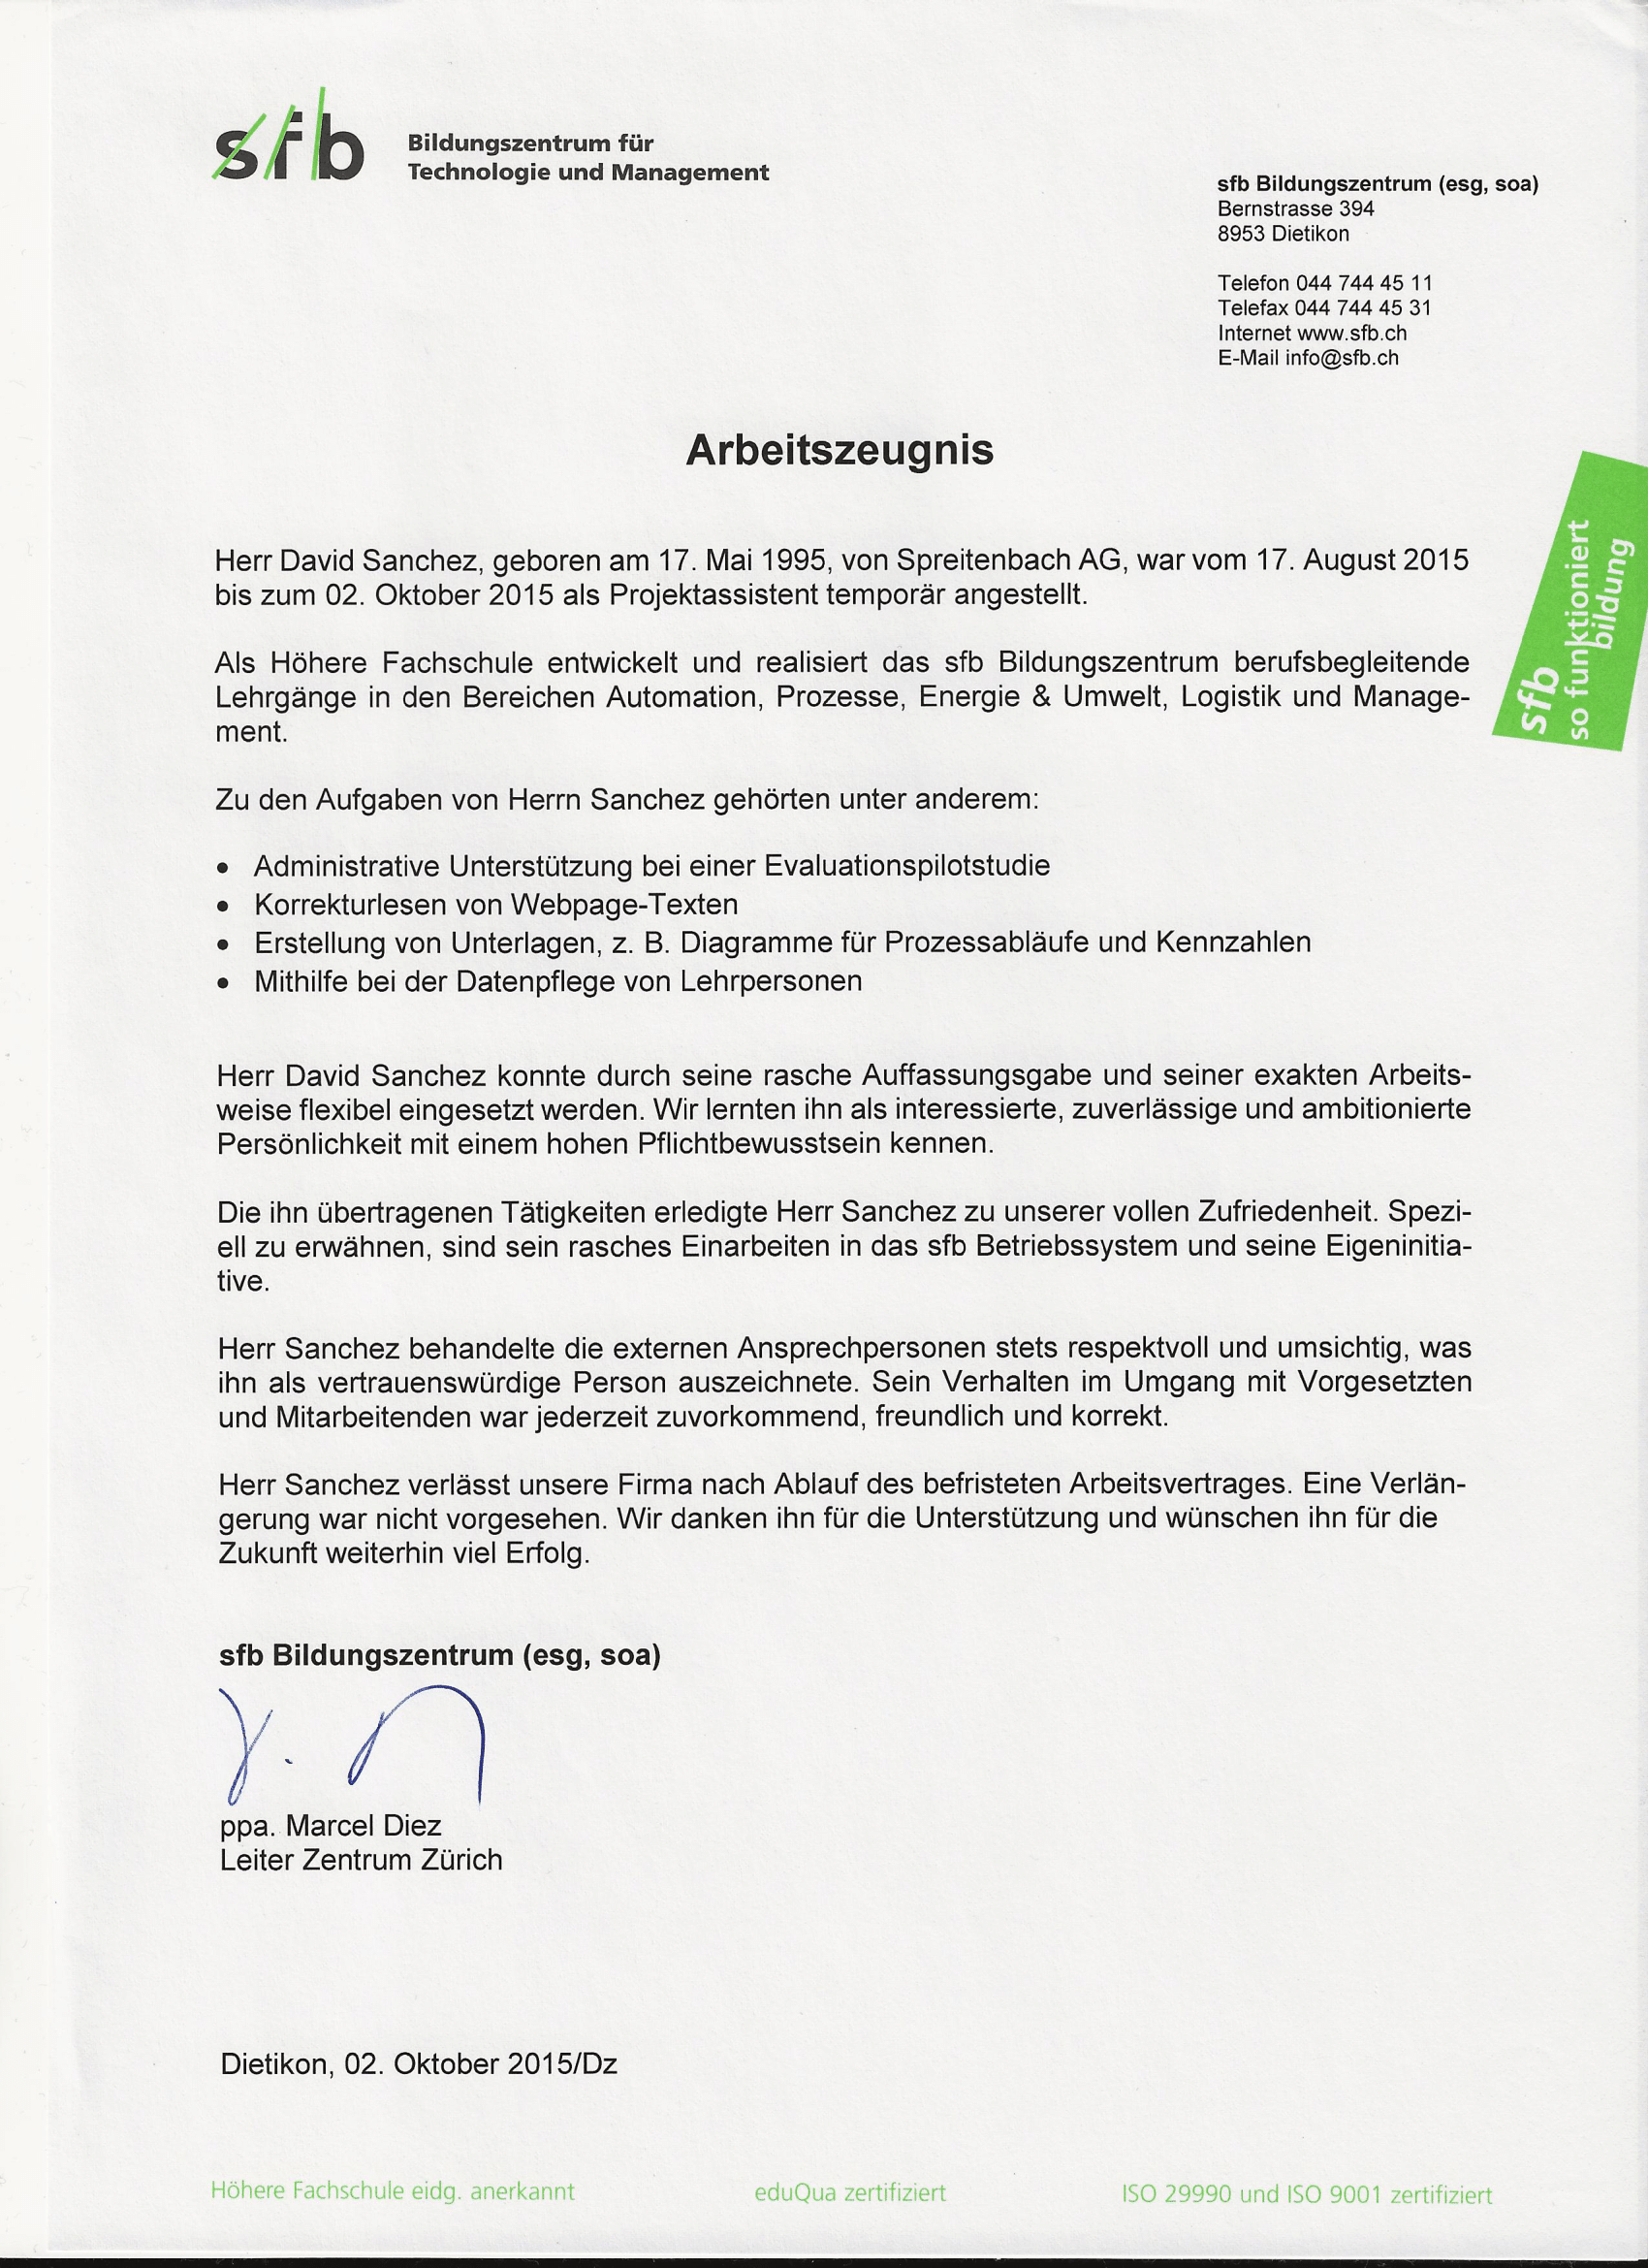 sfb
Bildungszentrum für
Technologie und Management
sfb Bildungszentrum (esg, soa)
Bernstrasse 394
8953 Dietikon
Telefon 044 744 45 11
Telefax 044 744 45 31
Internet www.sfb.ch
E-Mail info@sfb.ch
Arbeitszeugnis
sfb
so funktioniert
bildung
Herr David Sanchez, geboren am 17. Mai 1995, von Spreitenbach AG, war vom 17. August 2015
bis zum 02. Oktober 2015 als Projektassistent temporär angestellt.
Als Höhere Fachschule entwickelt und realisiert das sfb Bildungszentrum berufsbegleitende
Lehrgänge in den Bereichen Automation, Prozesse, Energie & Umwelt, Logistik und Manage-
ment.
Zu den Aufgaben von Herrn Sanchez gehörten unter anderem:
• Administrative Unterstützung bei einer Evaluationspilotstudie
• Korrekturlesen von Webpage-Texten
• Erstellung von Unterlagen, z. B. Diagramme für Prozessabläufe und Kennzahlen
• Mithilfe bei der Datenpflege von Lehrpersonen
Herr David Sanchez konnte durch seine rasche Auffassungsgabe und seiner exakten Arbeits-
weise flexibel eingesetzt werden. Wir lernten ihn als interessierte, zuverlässige und ambitionierte
Persönlichkeit mit einem hohen Pflichtbewusstsein kennen.
Die ihn übertragenen Tätigkeiten erledigte Herr Sanchez zu unserer vollen Zufriedenheit. Spezi-
ell zu erwähnen, sind sein rasches Einarbeiten in das sfb Betriebssystem und seine Eigeninitia-
tive.
Herr Sanchez behandelte die externen Ansprechpersonen stets respektvoll und umsichtig, was
ihn als vertrauenswürdige Person auszeichnete. Sein Verhalten im Umgang mit Vorgesetzten
und Mitarbeitenden war jederzeit zuvorkommend, freundlich und korrekt.
Herr Sanchez verlässt unsere Firma nach Ablauf des befristeten Arbeitsvertrages. Eine Verlän-
gerung war nicht vorgesehen. Wir danken ihn für die Unterstützung und wünschen ihn für die
Zukunft weiterhin viel Erfolg.
sfb Bildungszentrum (esg, soa)
ppa. Marcel Diez
Leiter Zentrum Zürich
Dietikon, 02. Oktober 2015/Dz
Höhere Fachschule eidg. anerkannt
eduQua zertifiziert
ISO 29990 und ISO 9001 zertifiziert